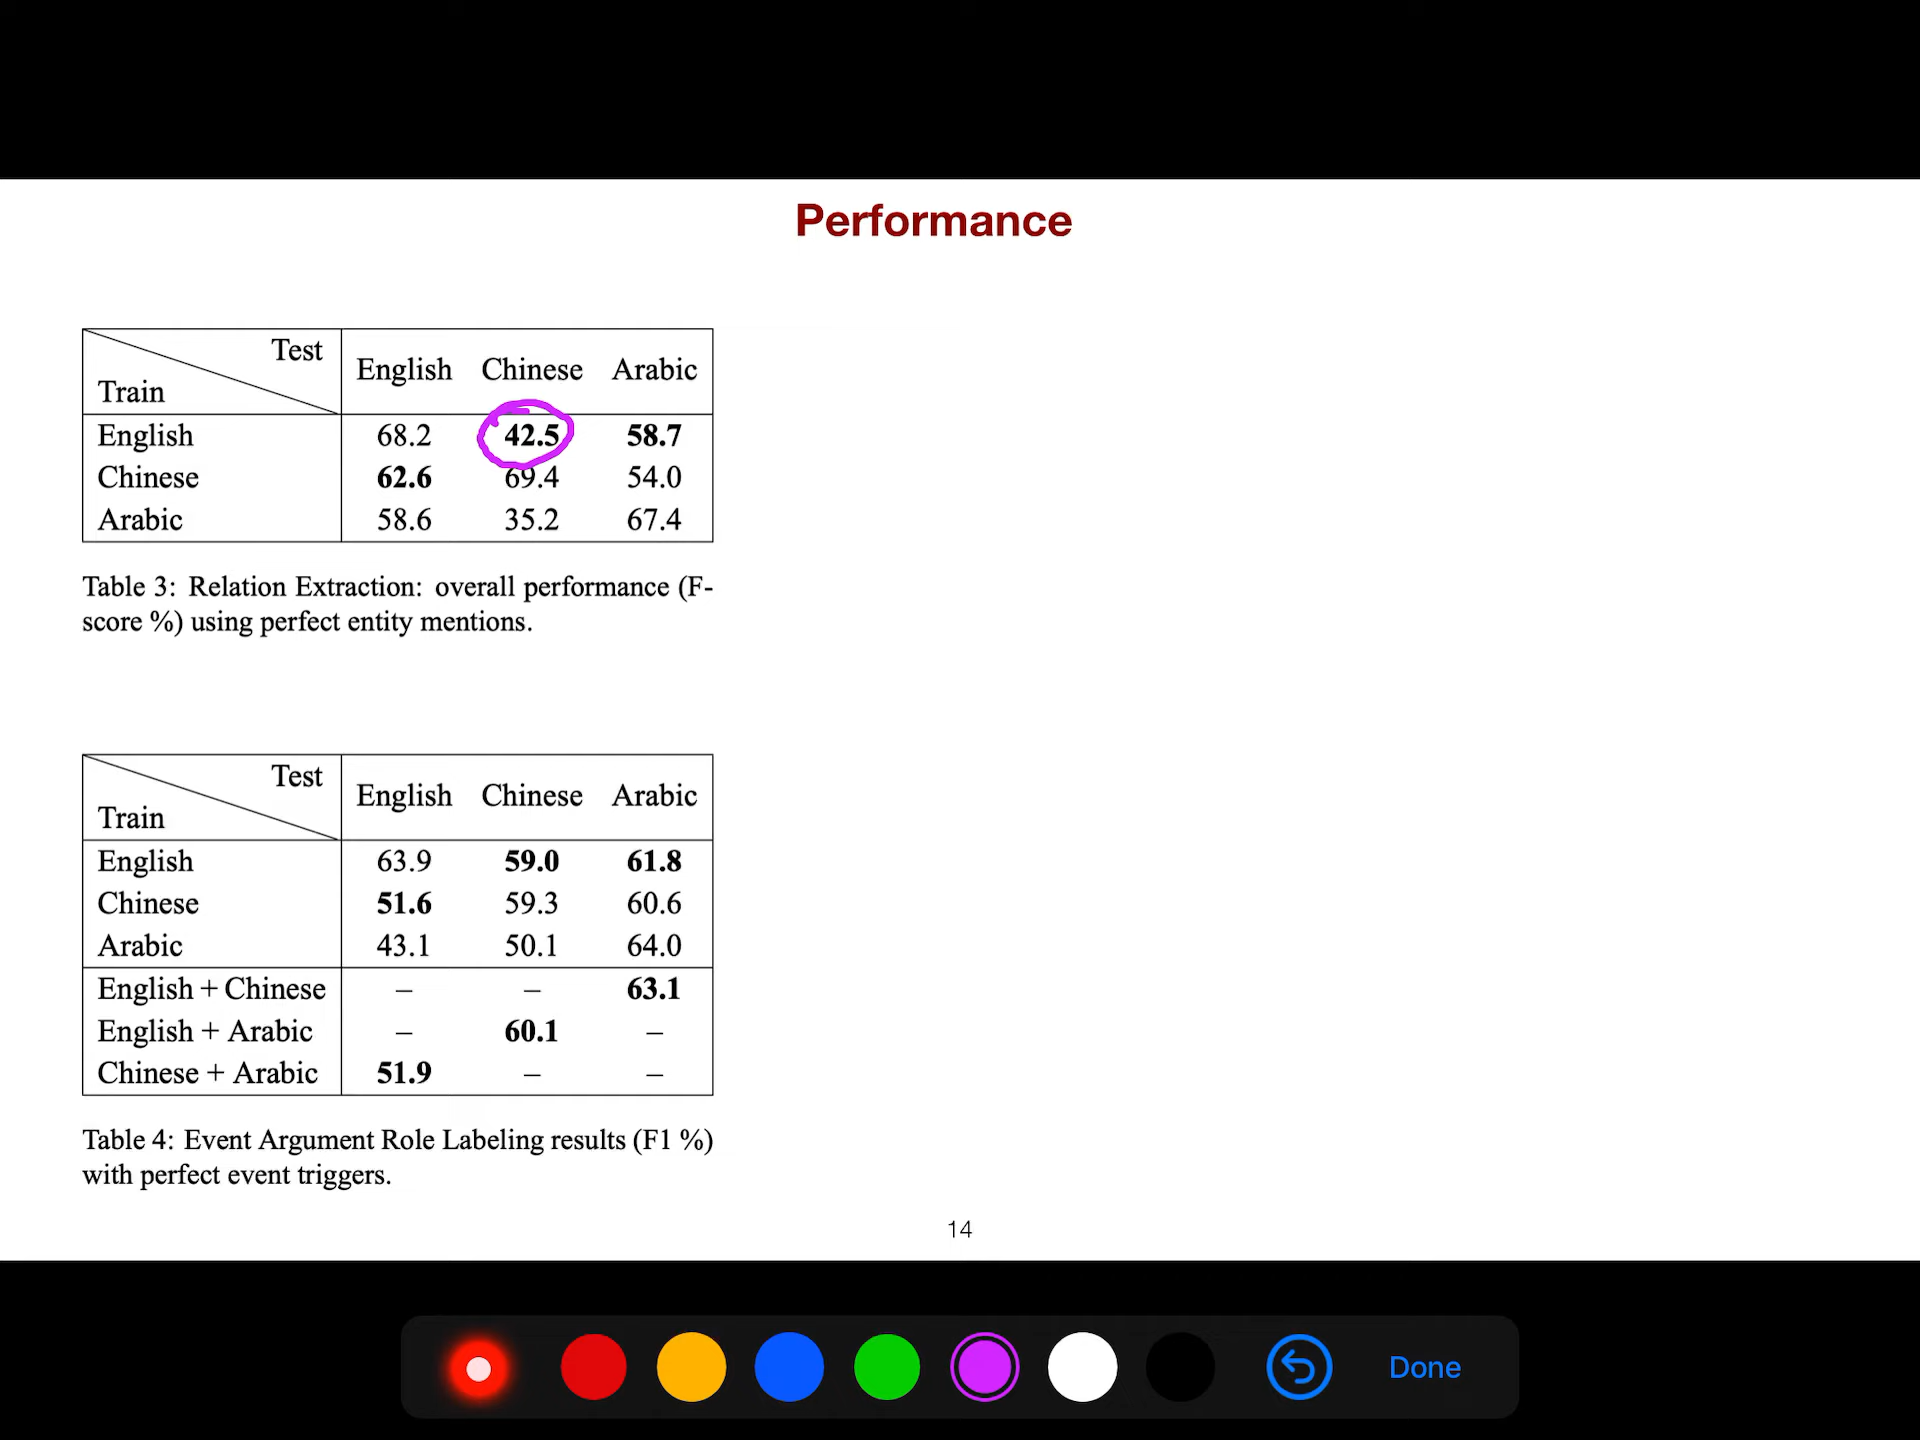 Performance
Test
Train
English Chinese Arabic
English 68.2 42.5 58.7
Chinese 62.6 69.4 54.0
Arabic 58.6 35.2 67.4
Table 3: Relation Extraction: overall performance (F-
score %) using perfect entity mentions.
Test
Train
English Chinese Arabic
English 63.9 59.0 61.8
Chinese 51.6 59.3 60.6
Arabic 43.1 50.1 64.0
English + Chinese – – 63.1
English + Arabic – 60.1 –
Chinese + Arabic 51.9 – –
Table 4: Event Argument Role Labeling results (F1 %)
with perfect event triggers.
14
Done